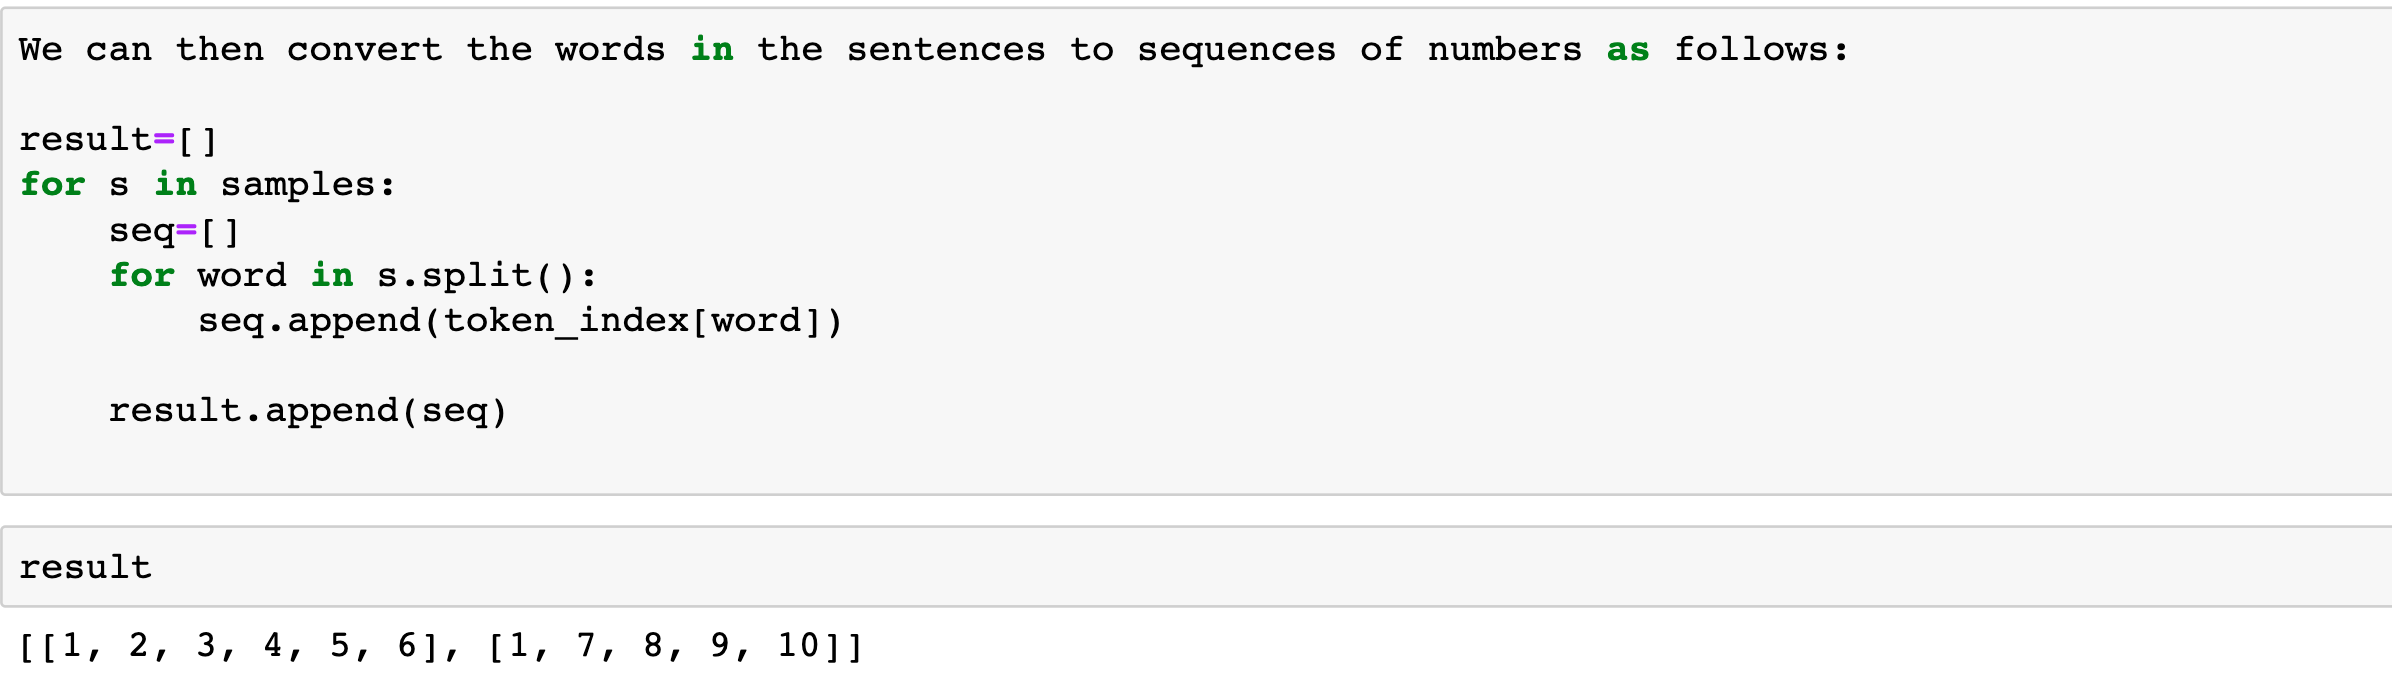 We can then convert the words in the sentences to sequences of numbers as follows:
result=[]
for s in samples:
    seq=[]
    for word in s.split():
        seq.append(token_index[word])
    result.append(seq)
result
[[1, 2, 3, 4, 5, 6], [1, 7, 8, 9, 10]]